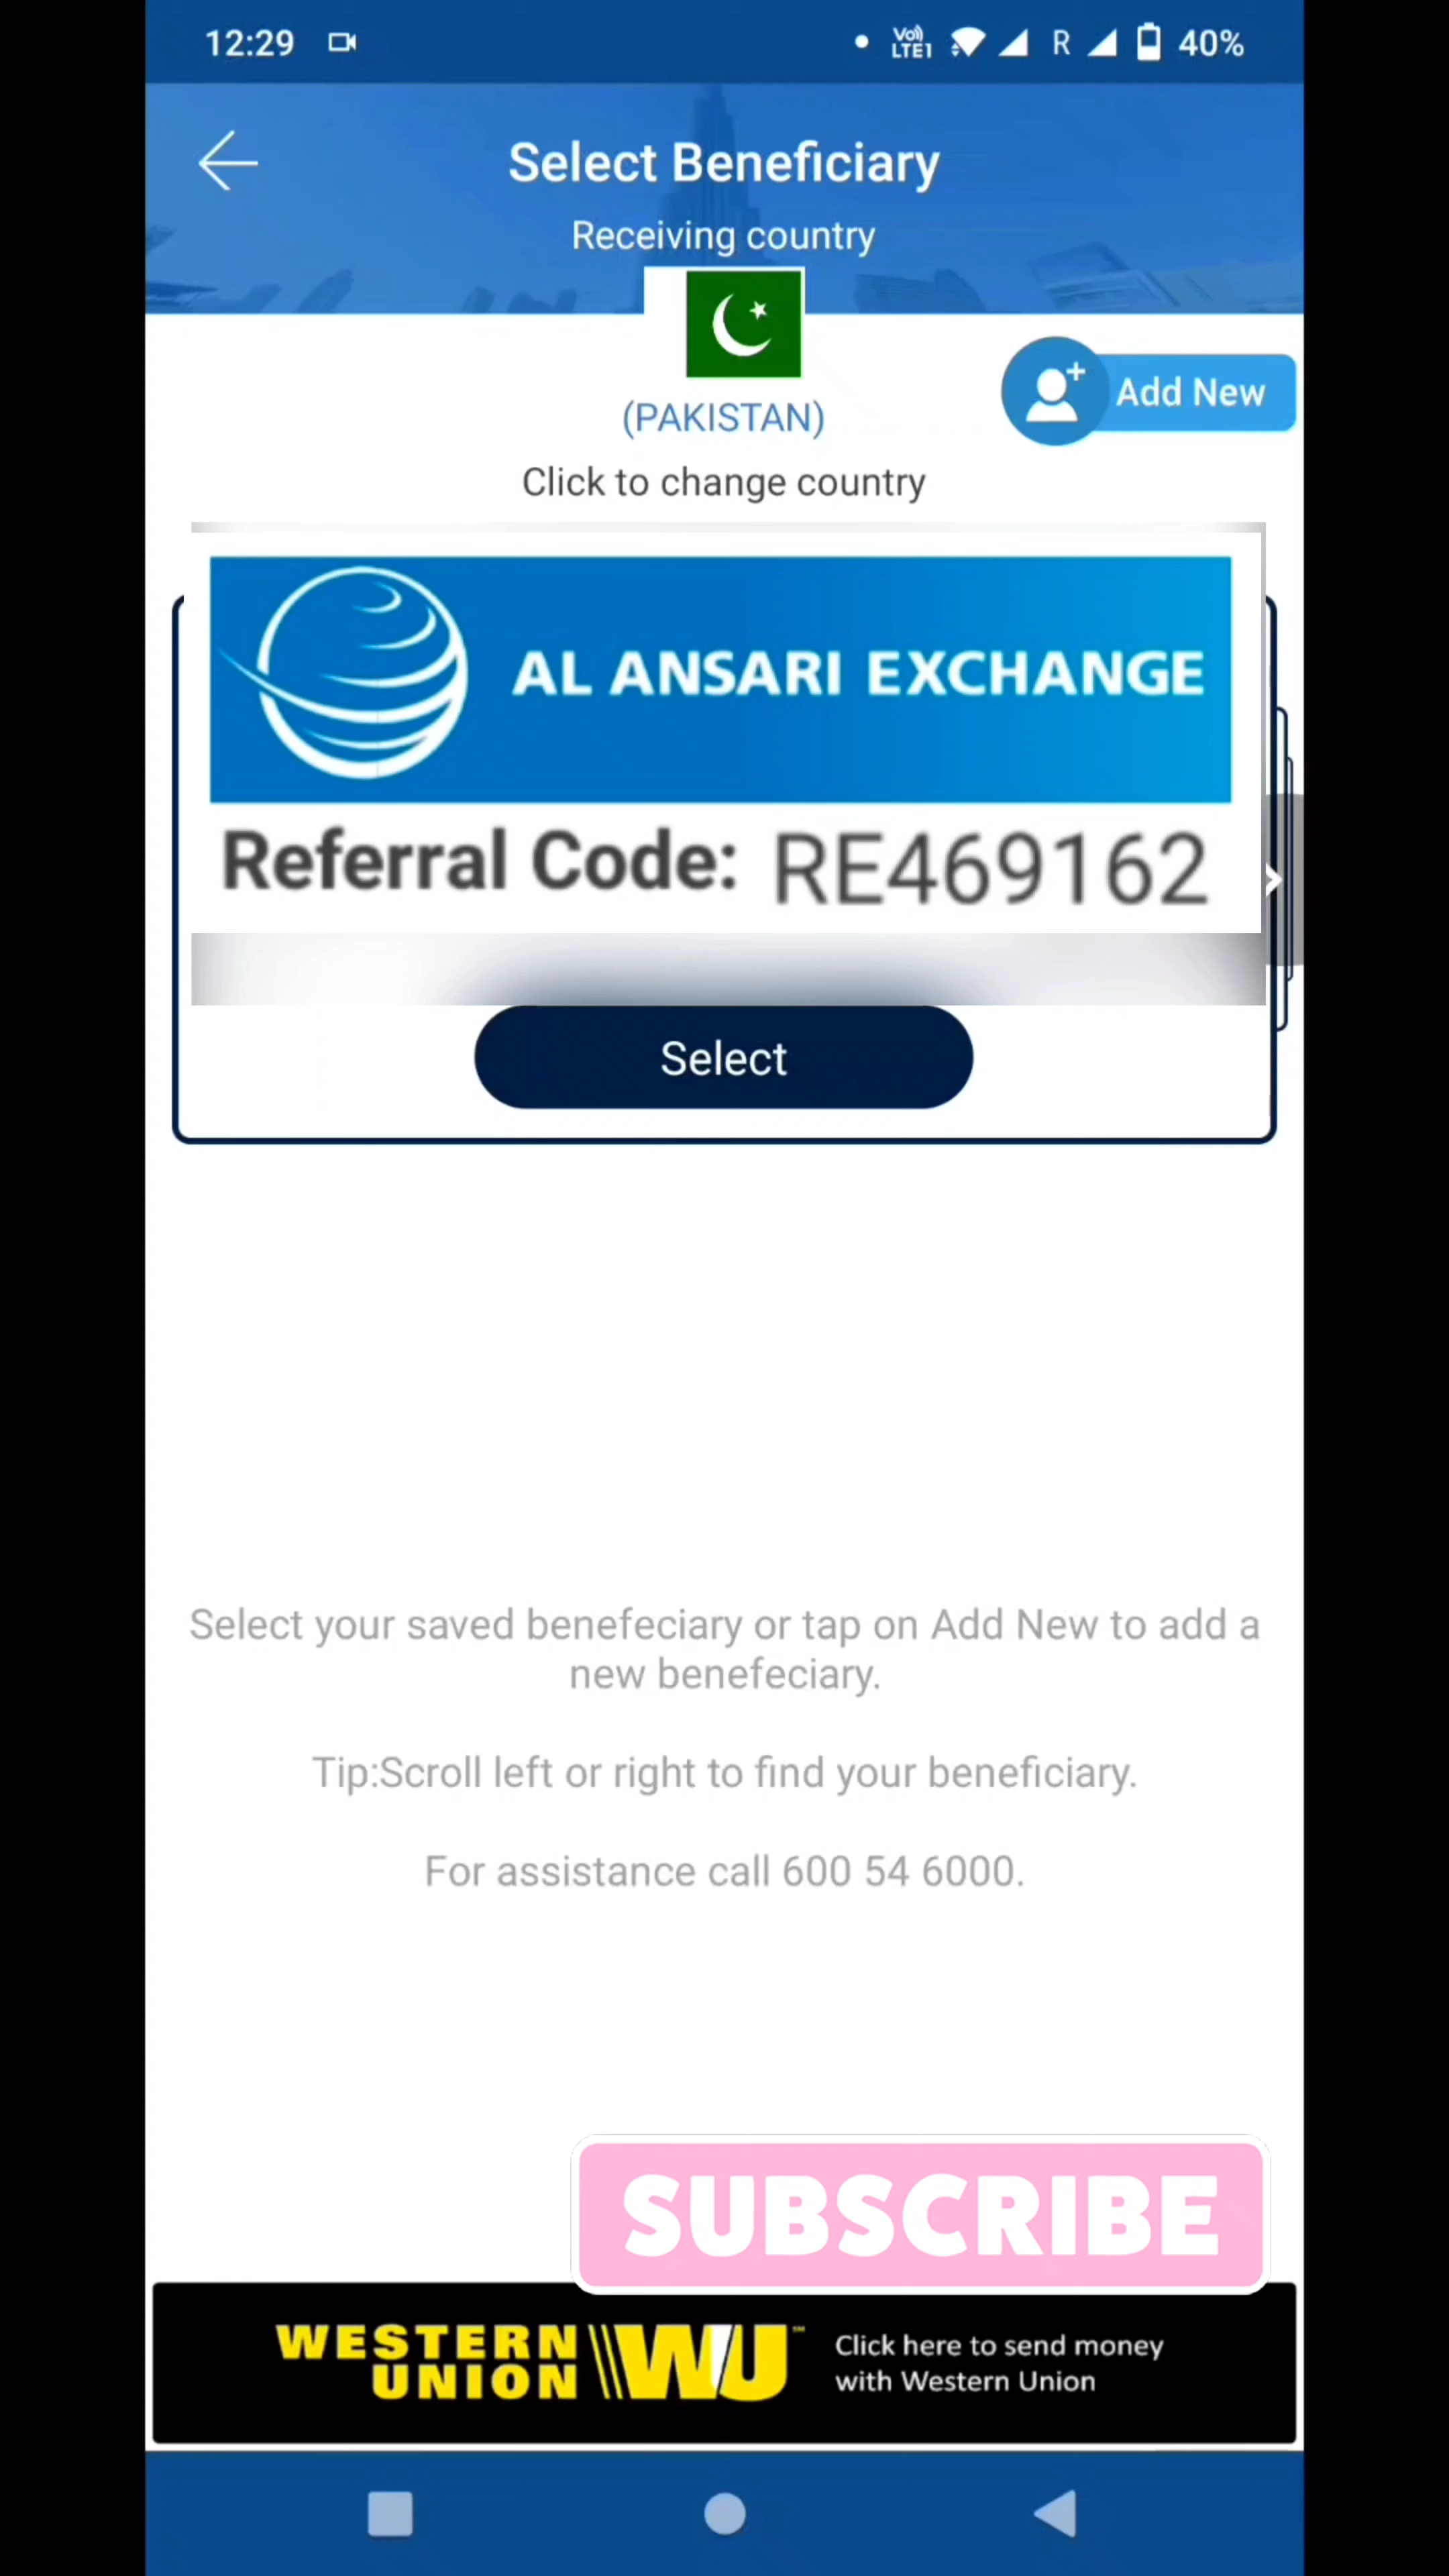 12:29
Vo)) LTE1 R 40%
Select Beneficiary
Receiving country
(PAKISTAN)
Add New
Click to change country
AL ANSARI EXCHANGE
Referral Code: RE469162
Select
Select your saved benefeciary or tap on Add New to add a
new benefeciary.
Tip:Scroll left or right to find your beneficiary.
For assistance call 600 54 6000.
SUBSCRIBE
WESTERN
UNION WU™
Click here to send money
with Western Union